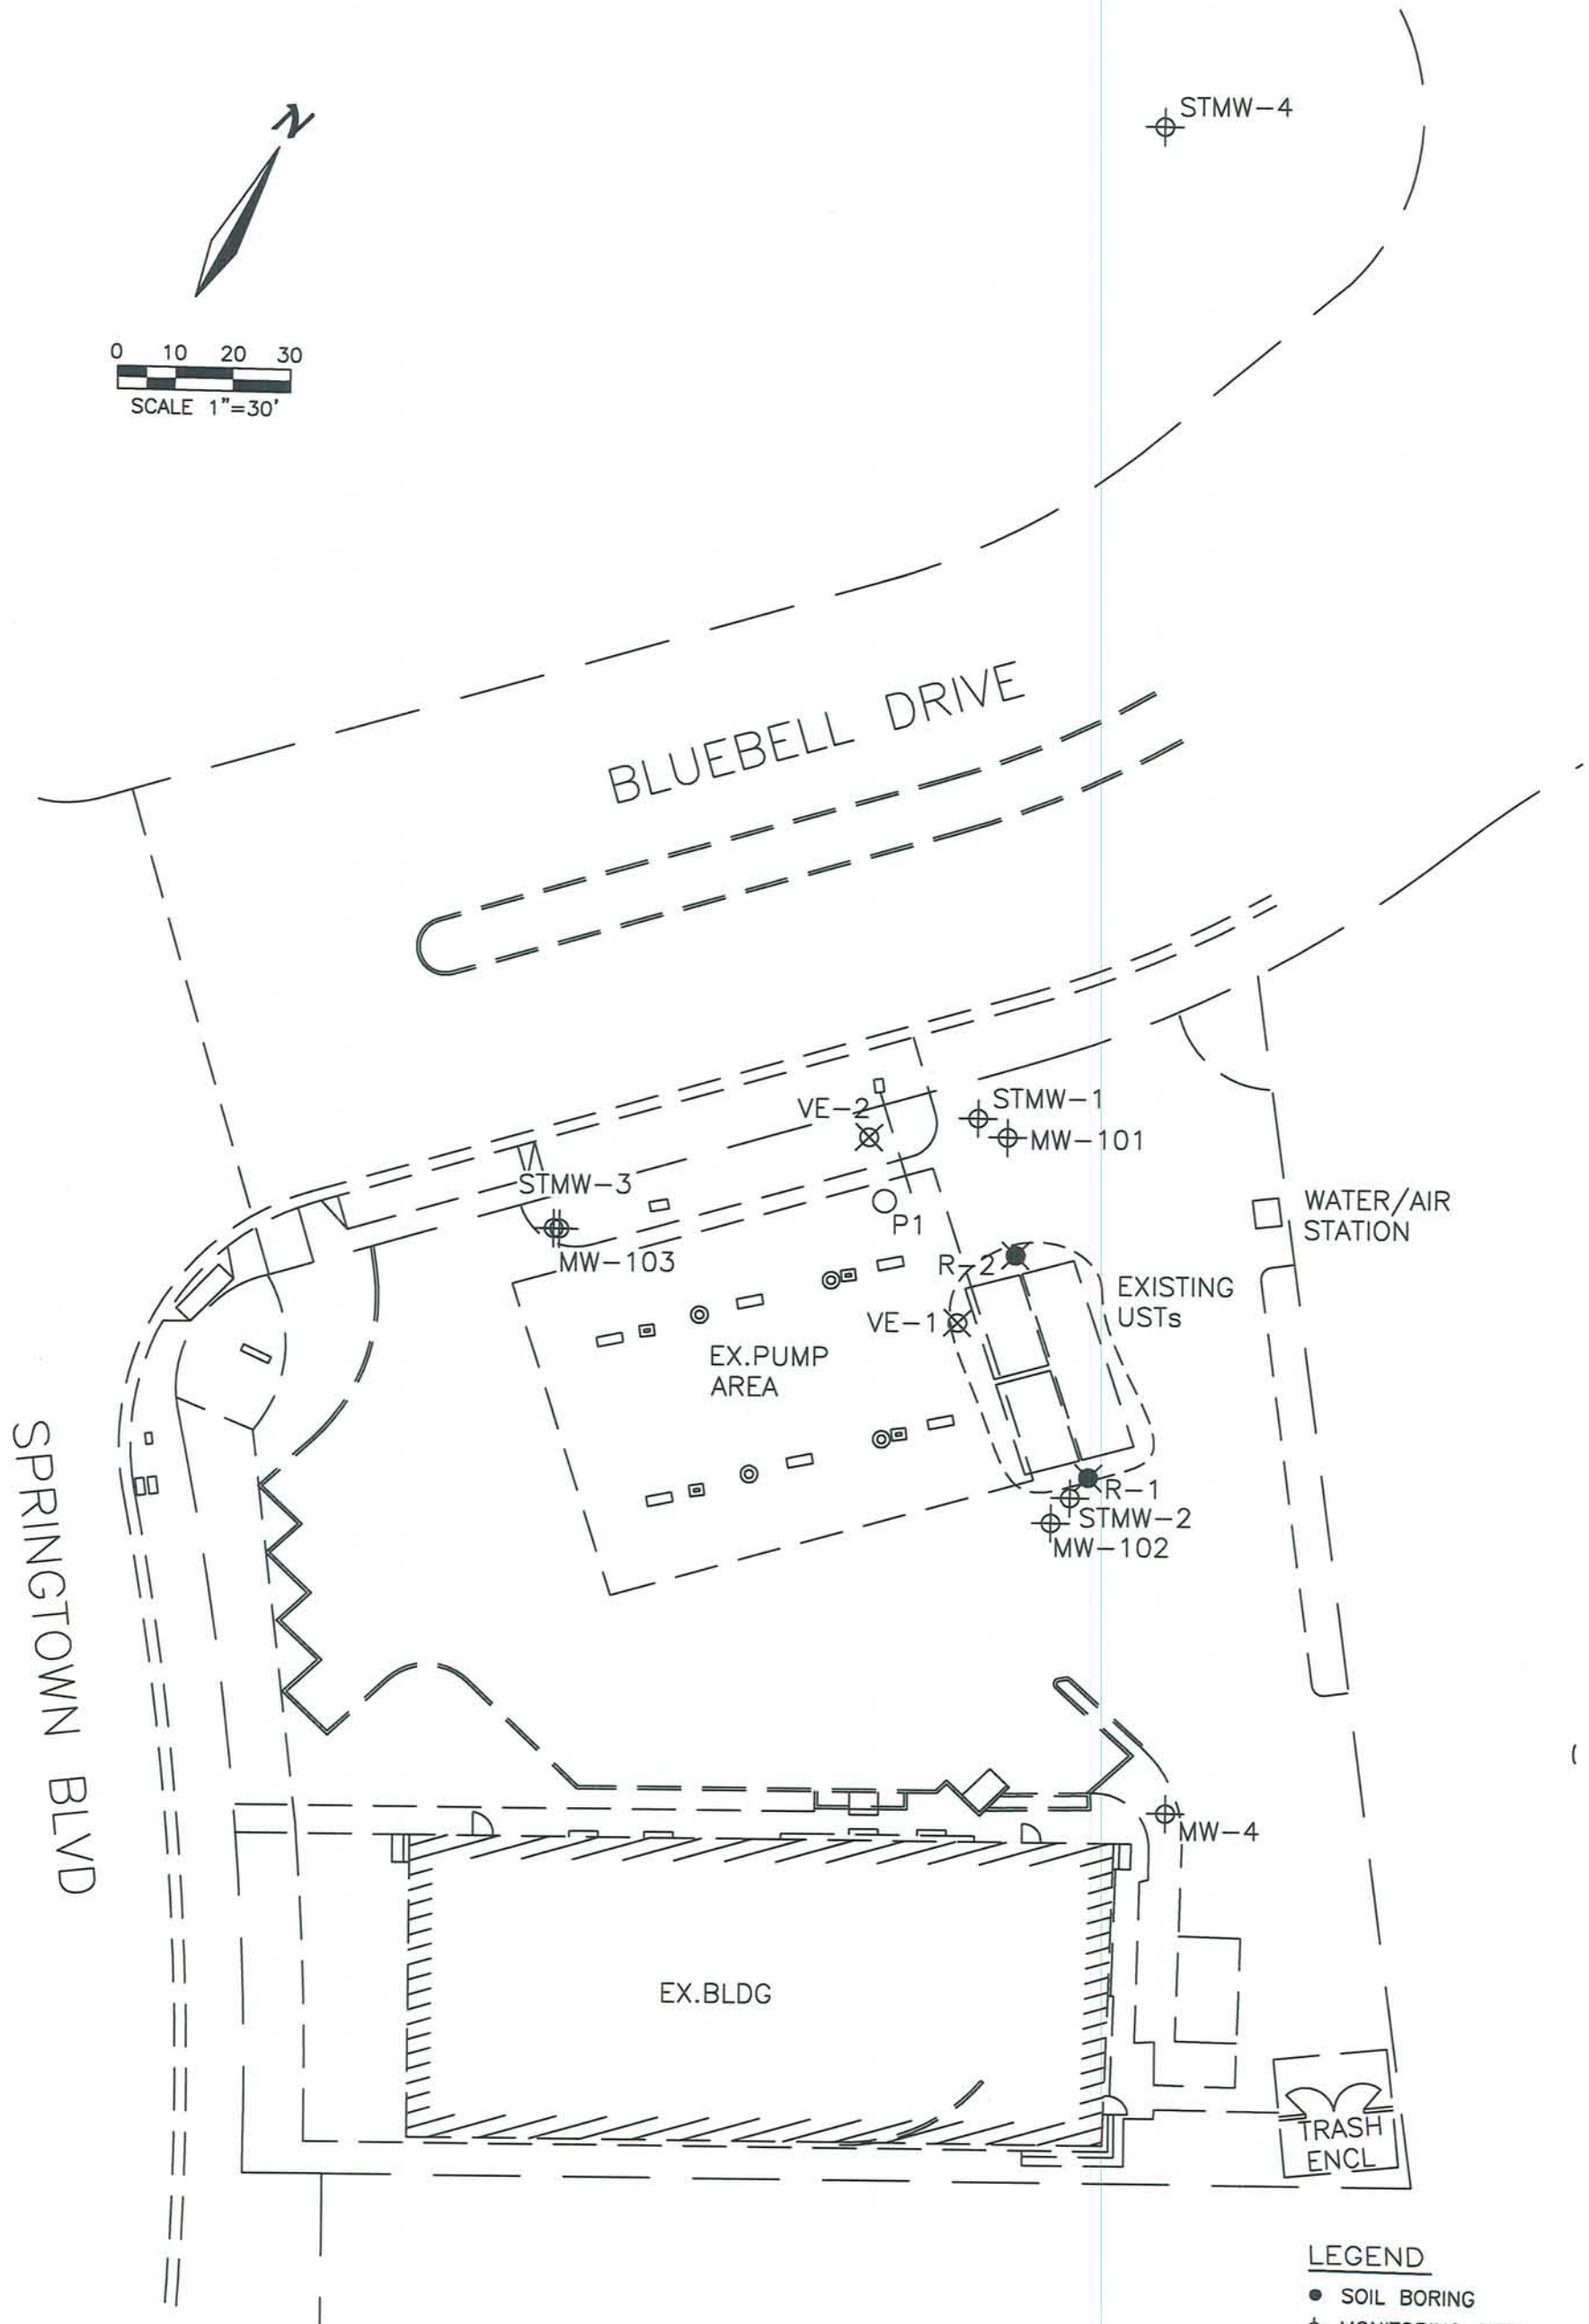 N
STMW-4
0 10 20 30
SCALE 1"=30'
BLUEBELL DRIVE
VE-2
STMW-1
MW-101
STMW-3
P1
WATER/AIR
STATION
MW-103
R-2
EXISTING
USTs
VE-1
EX.PUMP
AREA
SPRINGTOWN BLVD
R-1
STMW-2
MW-102
MW-4
EX.BLDG
TRASH
ENCL
LEGEND
SOIL BORING